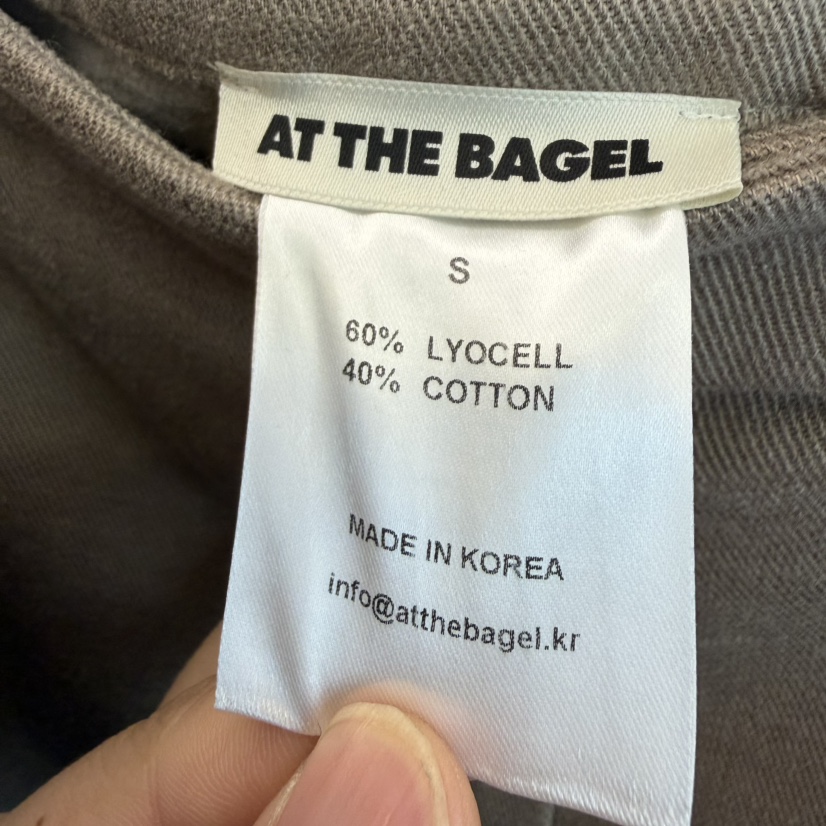 AT THE BAGEL
S
60% LYOCELL
40% COTTON
MADE IN KOREA
info@atthebagel.kr